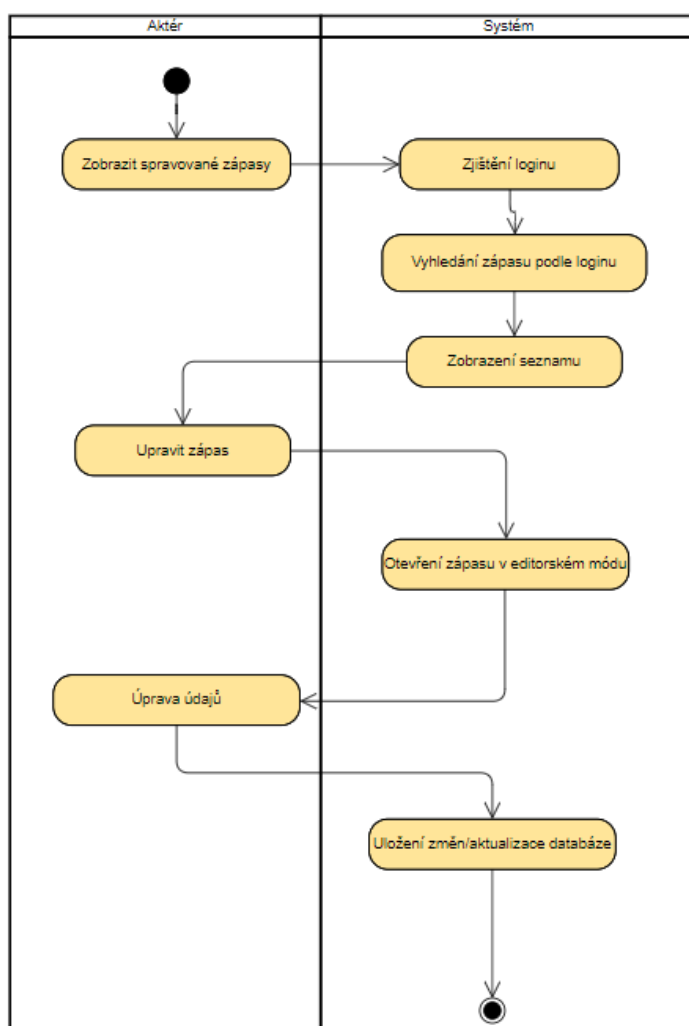 Aktér
Systém
Zobrazit spravované zápasy
Zjištění loginu
Vyhledání zápasu podle loginu
Zobrazení seznamu
Upravit zápas
Otevření zápasu v editorském módu
Úprava údajů
Uložení změn/aktualizace databáze